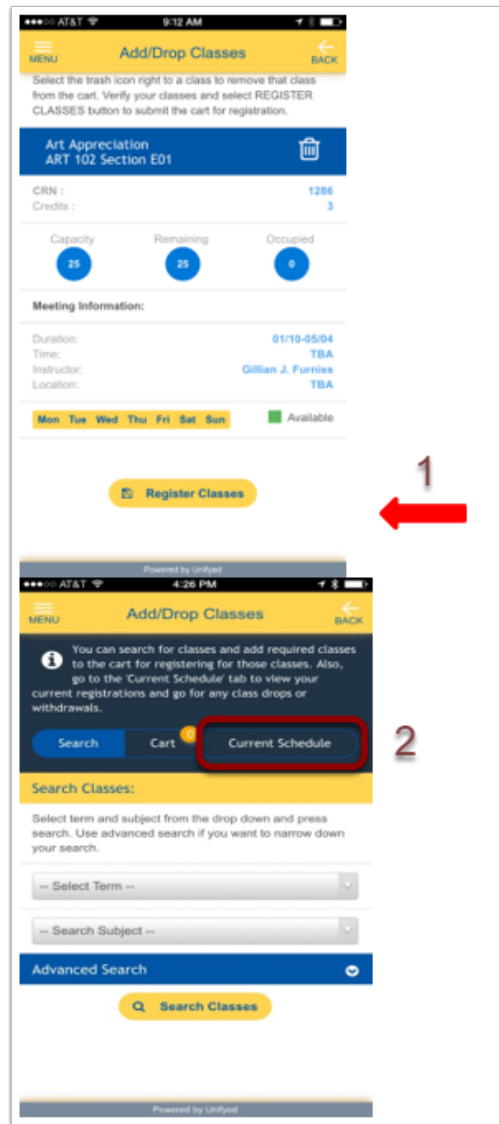 AT&T 9:12 AM
MENU Add/Drop Classes BACK
Select the trash icon right to a class to remove that class
from the cart. Verify your classes and select REGISTER
CLASSES button to submit the cart for registration.
Art Appreciation
ART 102 Section E01
CRN : 1286
Credits : 3
Capacity Remaining Occupied
25 25 0
Meeting Information:
Duration: 01/10-05/04
Time: TBA
Instructor: Gillian J. Furniss
Location: TBA
Mon Tue Wed Thu Fri Sat Sun Available
1
Register Classes
Powered by Unifyed
AT&T 4:26 PM
MENU Add/Drop Classes BACK
You can search for classes and add required classes
to the cart for registering for those classes. Also,
go to the 'Current Schedule' tab to view your
current registrations and go for any class drops or
withdrawals.
Search Cart 0 Current Schedule 2
Search Classes:
Select term and subject from the drop down and press
search. Use advanced search if you want to narrow down
your search.
-- Select Term --
-- Search Subject --
Advanced Search
Search Classes
Powered by Unifyed